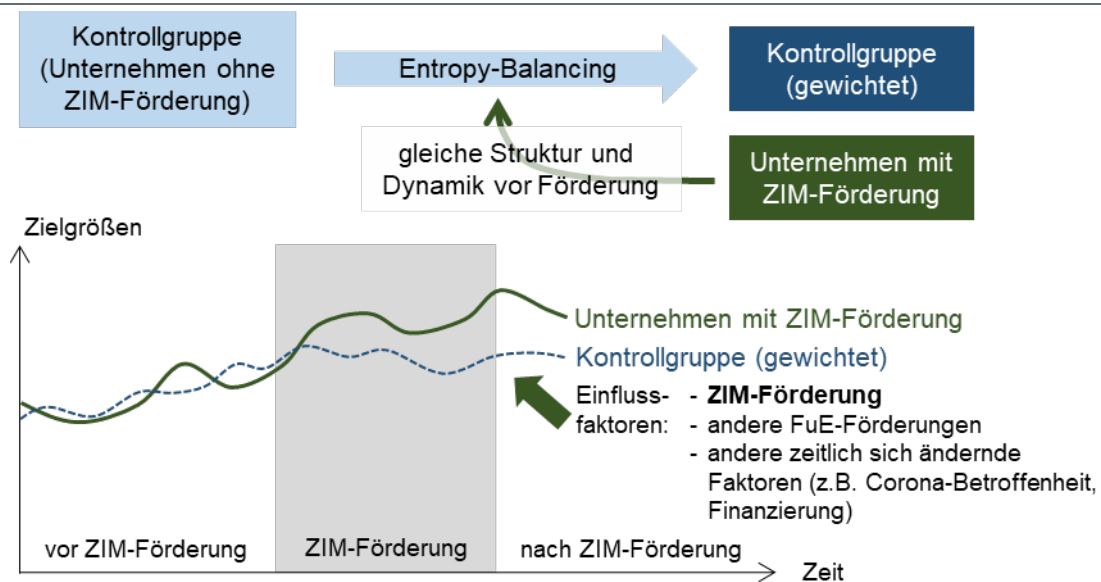 Kontrollgruppe
(Unternehmen ohne
ZIM-Förderung)
Entropy-Balancing
Kontrollgruppe
(gewichtet)
gleiche Struktur und
Dynamik vor Förderung
Unternehmen mit
ZIM-Förderung
Zielgrößen
Unternehmen mit ZIM-Förderung
Kontrollgruppe (gewichtet)
Einfluss- - ZIM-Förderung
faktoren: - andere FuE-Förderungen
- andere zeitlich sich ändernde
Faktoren (z.B. Corona-Betroffenheit,
Finanzierung)
vor ZIM-Förderung
ZIM-Förderung
nach ZIM-Förderung
Zeit